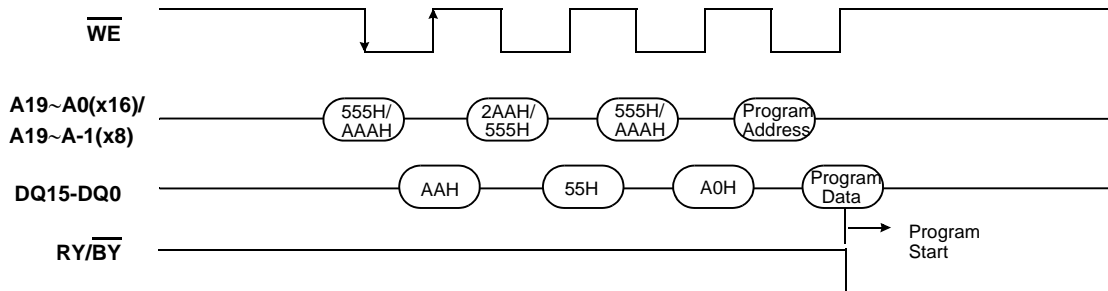 WE
A19~A0(x16)/
A19~A-1(x8)
555H/
AAAH
2AAH/
555H
555H/
AAAH
Program
Address
DQ15-DQ0
AAH
55H
A0H
Program
Data
RY/BY
Program
Start